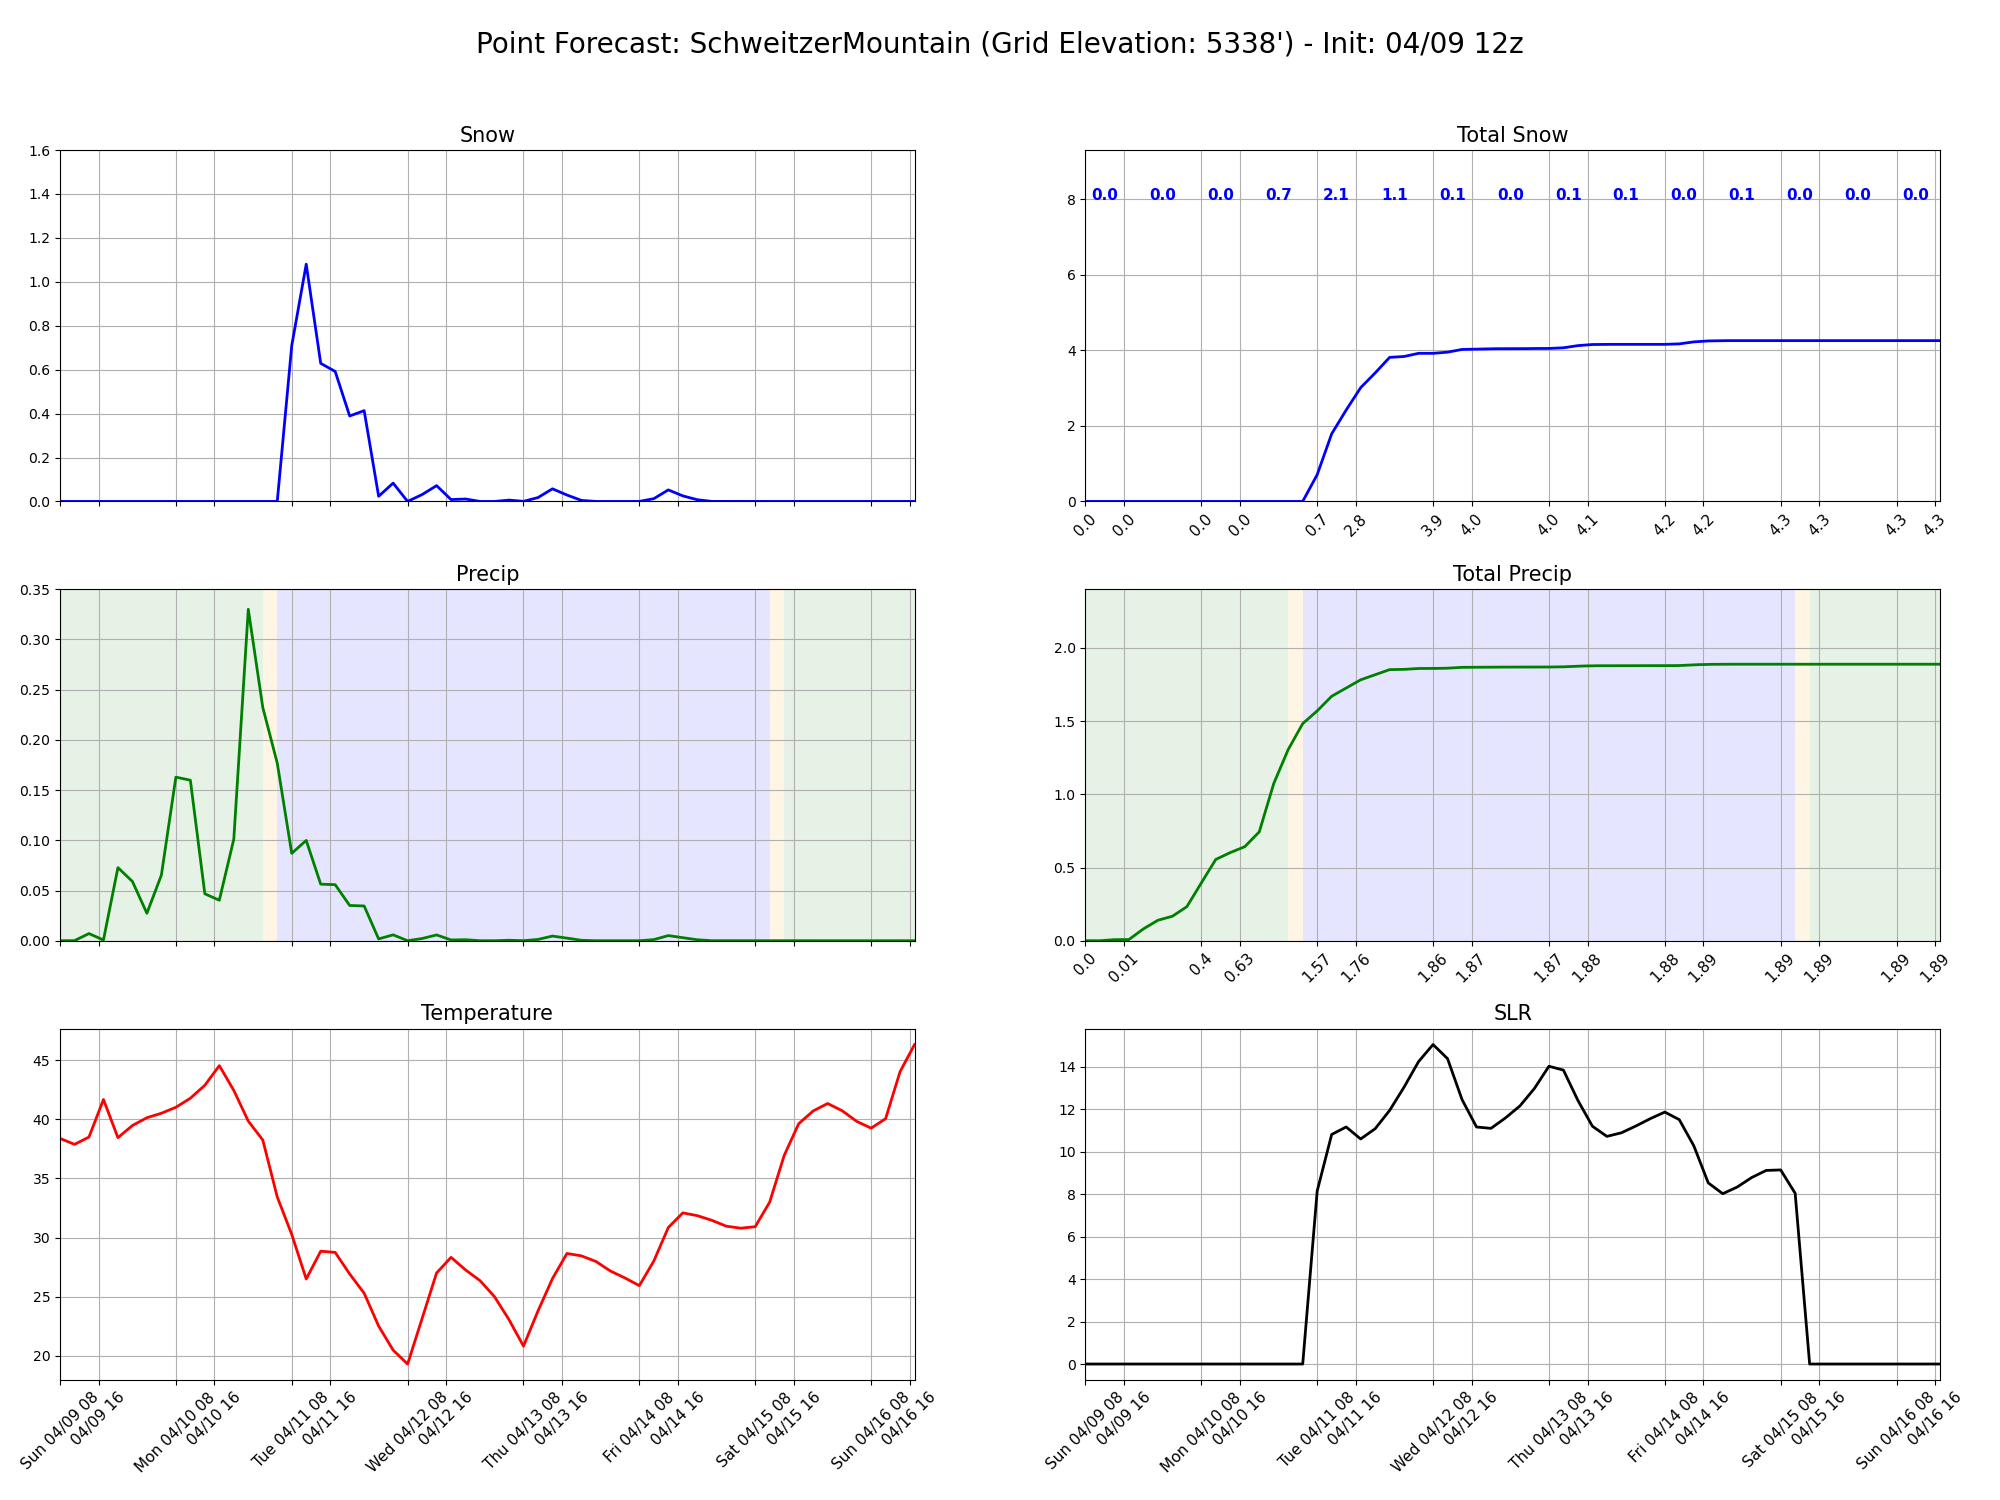 Point Forecast: SchweitzerMountain (Grid Elevation: 5338') - Init: 04/09 12z
Snow
1.6
1.4
1.2
1.0
0.8
0.6
0.4
0.2
0.0
Total Snow
0.0 0.0 0.0 0.7 2.1 1.1 0.1 0.0 0.1 0.1 0.0 0.1 0.0 0.0 0.0
8
6
4
2
0
0.0 0.0 0.0 0.0 0.7 2.8 3.9 4.0 4.0 4.1 4.2 4.2 4.3 4.3 4.3 4.3
Precip
0.35
0.30
0.25
0.20
0.15
0.10
0.05
0.00
Total Precip
2.0
1.5
1.0
0.5
0.0
0.0 0.01 0.4 0.63 1.57 1.76 1.86 1.87 1.87 1.88 1.88 1.89 1.89 1.89 1.89 1.89
Temperature
45
40
35
30
25
20
Sun 04/09 08
04/09 16
Mon 04/10 08
04/10 16
Tue 04/11 08
04/11 16
Wed 04/12 08
04/12 16
Thu 04/13 08
04/13 16
Fri 04/14 08
04/14 16
Sat 04/15 08
04/15 16
Sun 04/16 08
04/16 16
SLR
14
12
10
8
6
4
2
0
Sun 04/09 08
04/09 16
Mon 04/10 08
04/10 16
Tue 04/11 08
04/11 16
Wed 04/12 08
04/12 16
Thu 04/13 08
04/13 16
Fri 04/14 08
04/14 16
Sat 04/15 08
04/15 16
Sun 04/16 08
04/16 16